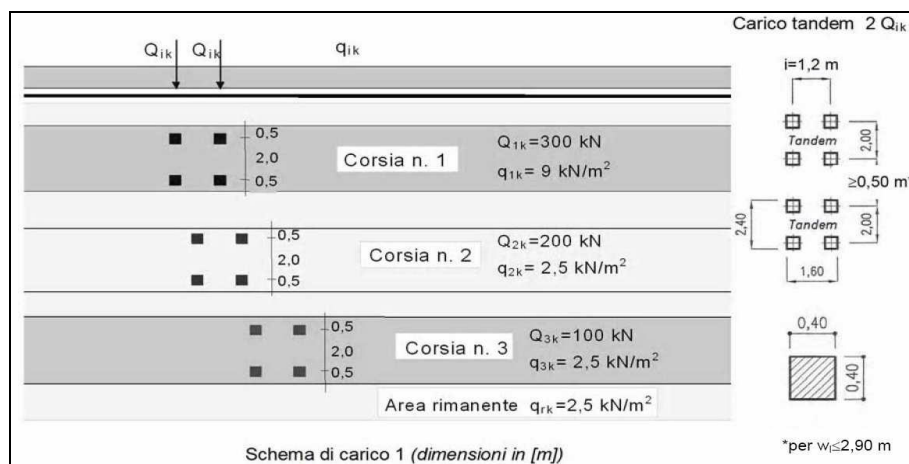 Carico tandem 2 Qik
Qik Qik qik
i=1,2 m
0,5
2,0
0,5
Corsia n. 1
Q1k=300 kN
q1k= 9 kN/m²
Tandem
2,00
≥0,50 m*
0,5
2,0
0,5
Corsia n. 2
Q2k=200 kN
q2k= 2,5 kN/m²
2,40
Tandem
2,00
1,60
0,5
2,0
0,5
Corsia n. 3
Q3k=100 kN
q3k= 2,5 kN/m²
0,40
0,40
Area rimanente qrk=2,5 kN/m²
Schema di carico 1 (dimensioni in [m])
*per wl≤2,90 m